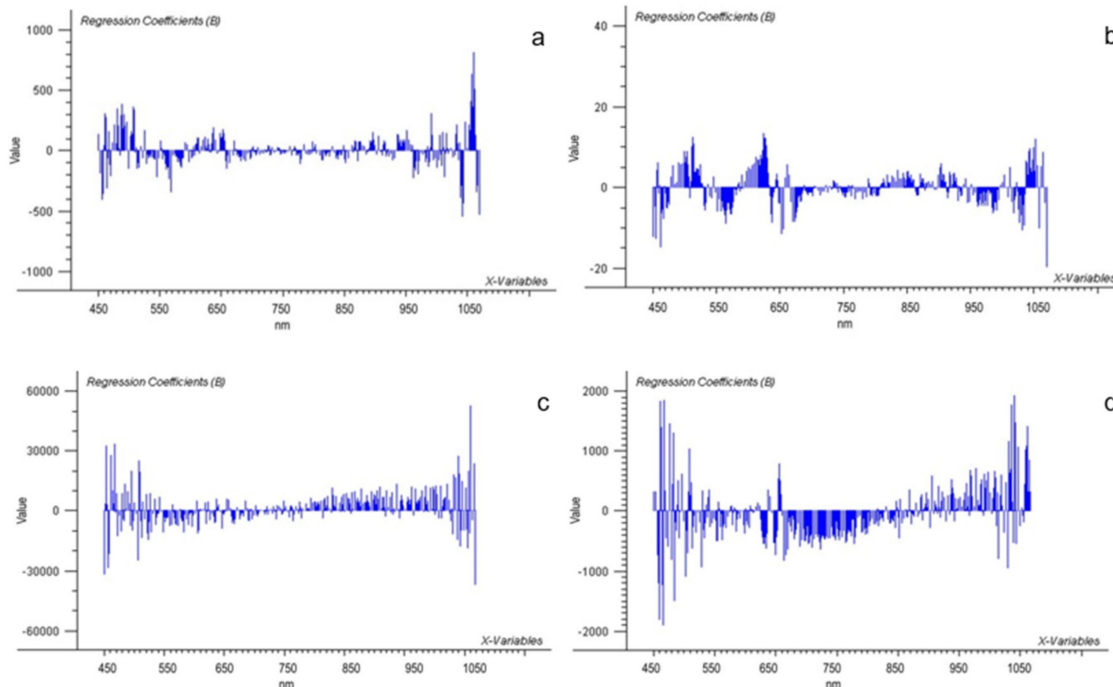 Regression Coefficients (B)
a
1000
500
0
-500
-1000
Value
X-Variables
450 550 650 750 850 950 1050
nm
Regression Coefficients (B)
b
40
20
0
-20
Value
X-Variables
450 550 650 750 850 950 1050
nm
Regression Coefficients (B)
c
60000
30000
0
-30000
-60000
Value
X-Variables
450 550 650 750 850 950 1050
nm
Regression Coefficients (B)
d
2000
1000
0
-1000
-2000
Value
X-Variables
450 550 650 750 850 950 1050
nm